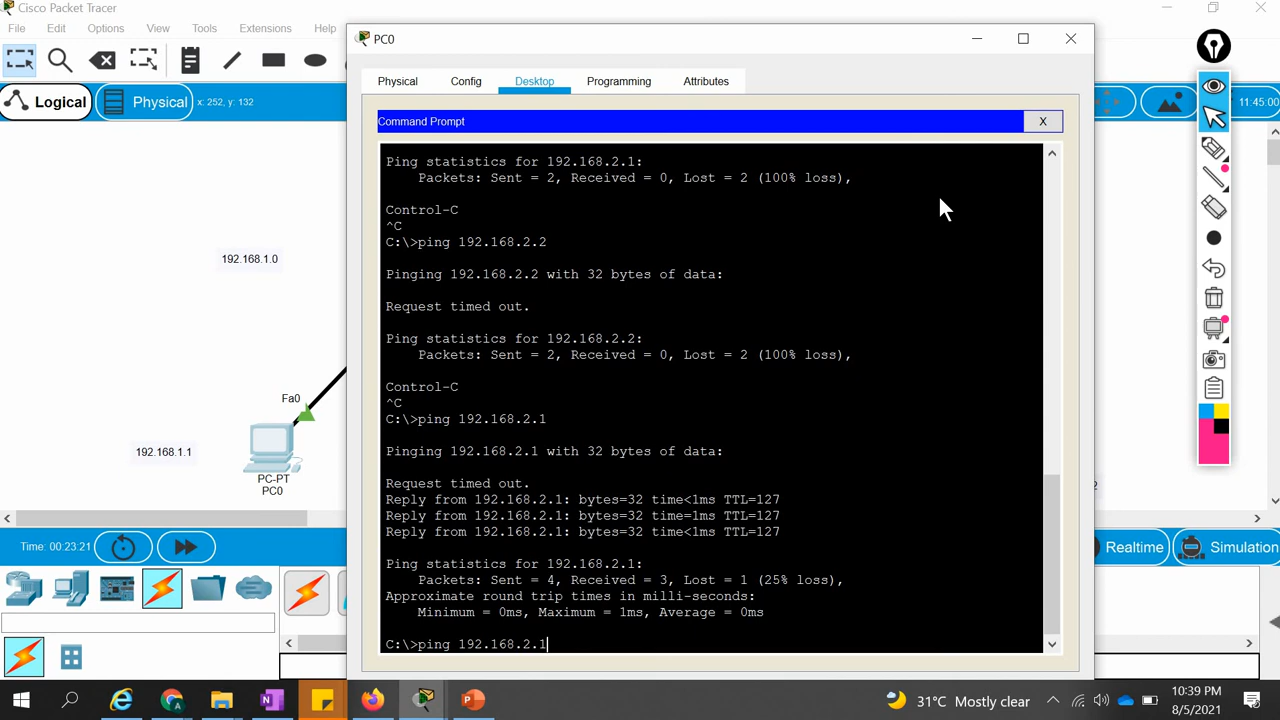 Cisco Packet Tracer
File Edit Options View Tools Extensions Help
Logical Physical x: 252, y: 132
11:45:00
PC0
Physical Config Desktop Programming Attributes
Command Prompt X
Ping statistics for 192.168.2.1:
Packets: Sent = 2, Received = 0, Lost = 2 (100% loss),
Control-C
^C
C:\>ping 192.168.2.2
Pinging 192.168.2.2 with 32 bytes of data:
Request timed out.
Ping statistics for 192.168.2.2:
Packets: Sent = 2, Received = 0, Lost = 2 (100% loss),
Control-C
^C
C:\>ping 192.168.2.1
Pinging 192.168.2.1 with 32 bytes of data:
Request timed out.
Reply from 192.168.2.1: bytes=32 time<1ms TTL=127
Reply from 192.168.2.1: bytes=32 time=1ms TTL=127
Reply from 192.168.2.1: bytes=32 time<1ms TTL=127
Ping statistics for 192.168.2.1:
Packets: Sent = 4, Received = 3, Lost = 1 (25% loss),
Approximate round trip times in milli-seconds:
Minimum = 0ms, Maximum = 1ms, Average = 0ms
C:\>ping 192.168.2.1
192.168.1.0
Fa0
192.168.1.1
PC-PT
PC0
2
Time: 00:23:21
Realtime Simulation
31°C Mostly clear
10:39 PM
8/5/2021